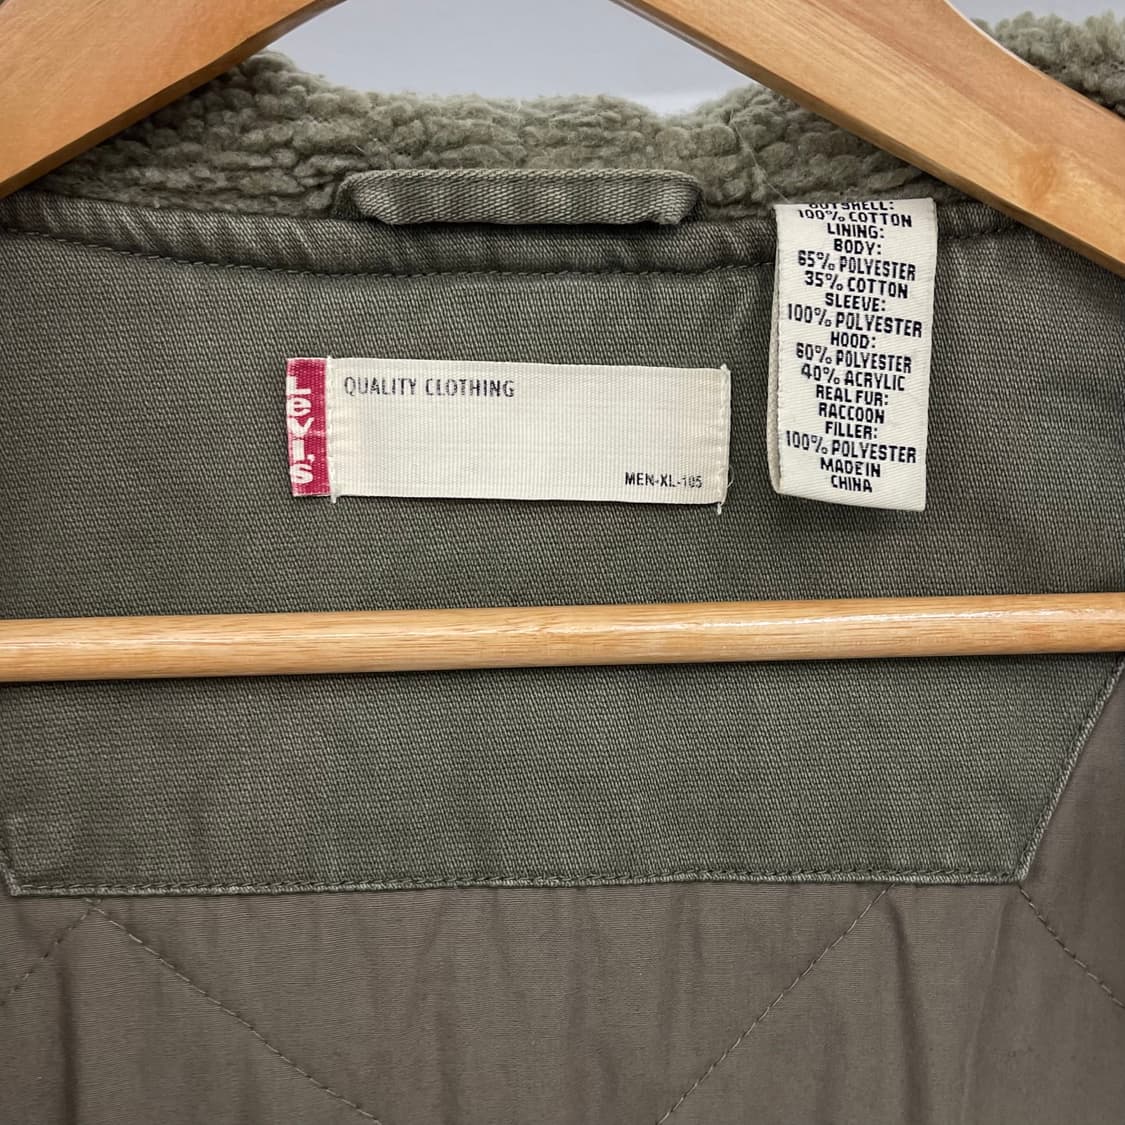 Levi's
QUALITY CLOTHING
MEN-XL-105
OUTSHELL:
100% COTTON
LINING:
BODY:
65% POLYESTER
35% COTTON
SLEEVE:
100% POLYESTER
HOOD:
60% POLYESTER
40% ACRYLIC
REAL FUR:
RACCOON
FILLER:
100% POLYESTER
MADE IN
CHINA